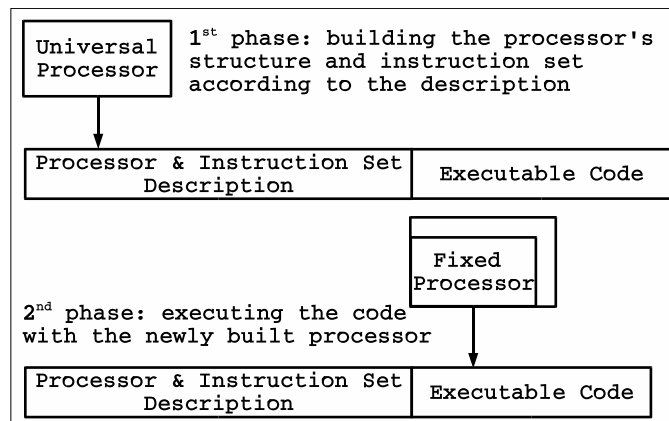 Universal
Processor
1st phase: building the processor's
structure and instruction set
according to the description
Processor & Instruction Set
Description
Executable Code
Fixed
Processor
2nd phase: executing the code
with the newly built processor
Processor & Instruction Set
Description
Executable Code